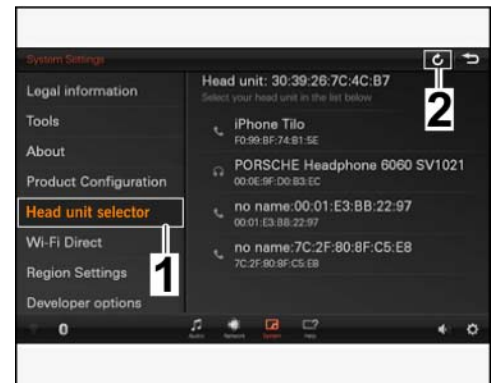 System Settings
Legal information
Tools
About
Product Configuration
Head unit selector
Wi-Fi Direct
Region Settings
Developer options
1
2
Head unit: 30:39:26:7C:4C:B7
Select your head unit in the list below
iPhone Tilo
F0:99:BF:74:B1:5E
PORSCHE Headphone 6060 SV1021
00:0E:9F:D0:B3:EC
no name:00:01:E3:BB:22:97
00:01:E3:BB:22:97
no name:7C:2F:80:8F:C5:E8
7C:2F:80:8F:C5:E8
Audio
Network
System
Help